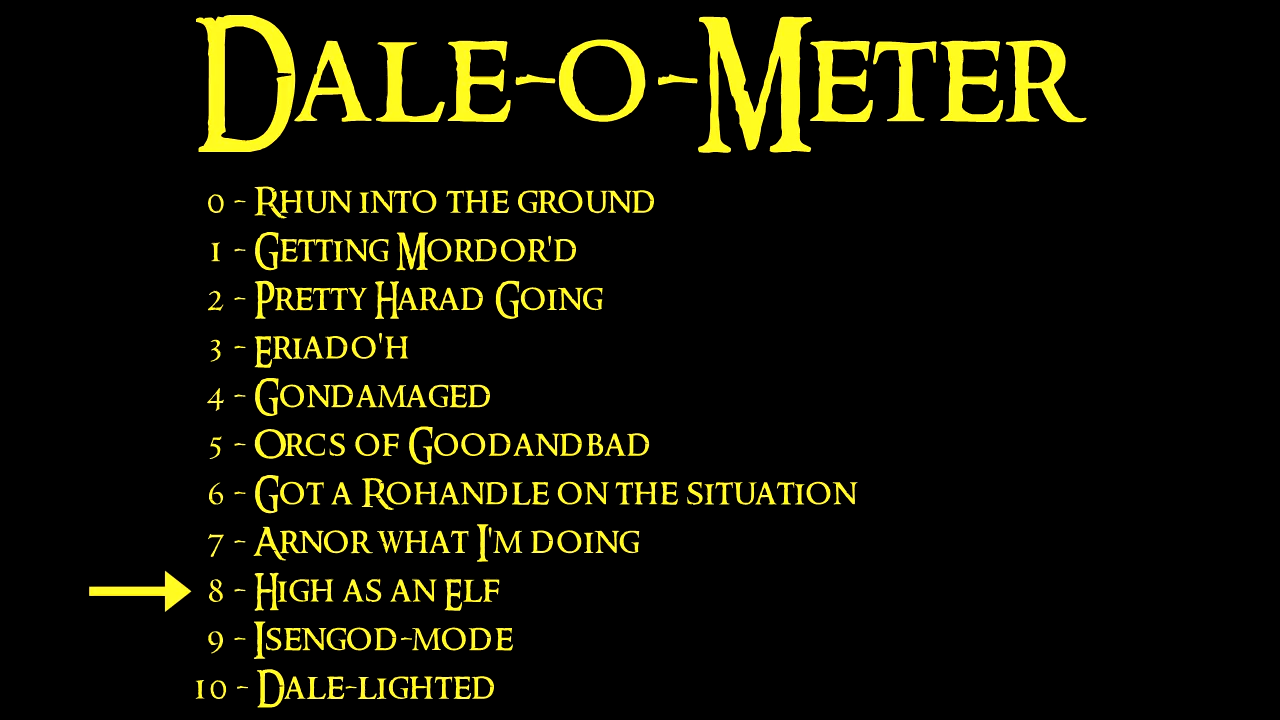 Dale-o-Meter
0 - Rhun into the ground
1 - Getting Mordor'd
2 - Pretty Harad Going
3 - Eriado'h
4 - Gondamaged
5 - Orcs of Goodandbad
6 - Got a Rohandle on the situation
7 - Arnor what I'm doing
8 - High as an Elf
9 - Isengod-mode
10 - Dale-lighted